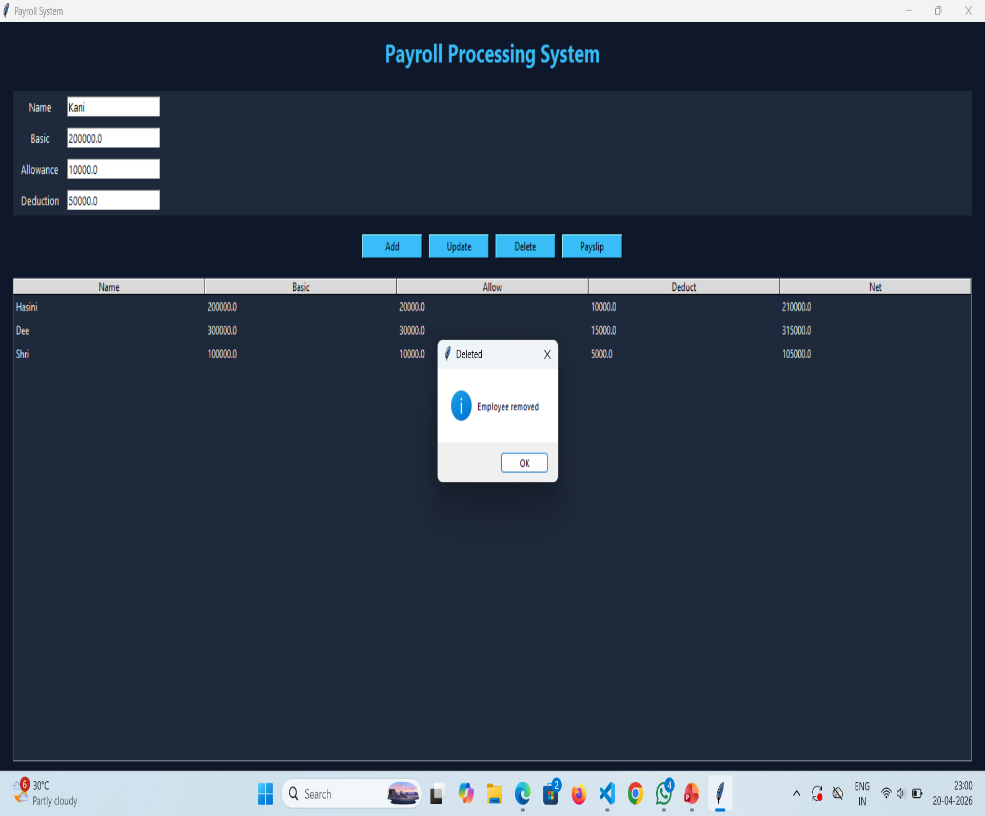 Payroll System
Payroll Processing System
Name Kani
Basic 200000.0
Allowance 10000.0
Deduction 50000.0
Add Update Delete Payslip
Name Basic Allow Deduct Net
Hasini 200000.0 20000.0 10000.0 210000.0
Dee 300000.0 30000.0 15000.0 315000.0
Shri 100000.0 10000.0 5000.0 105000.0
Deleted X
i Employee removed
OK
6 30°C
Partly cloudy
Search
2
4
P
ENG
IN
23:00
20-04-2026